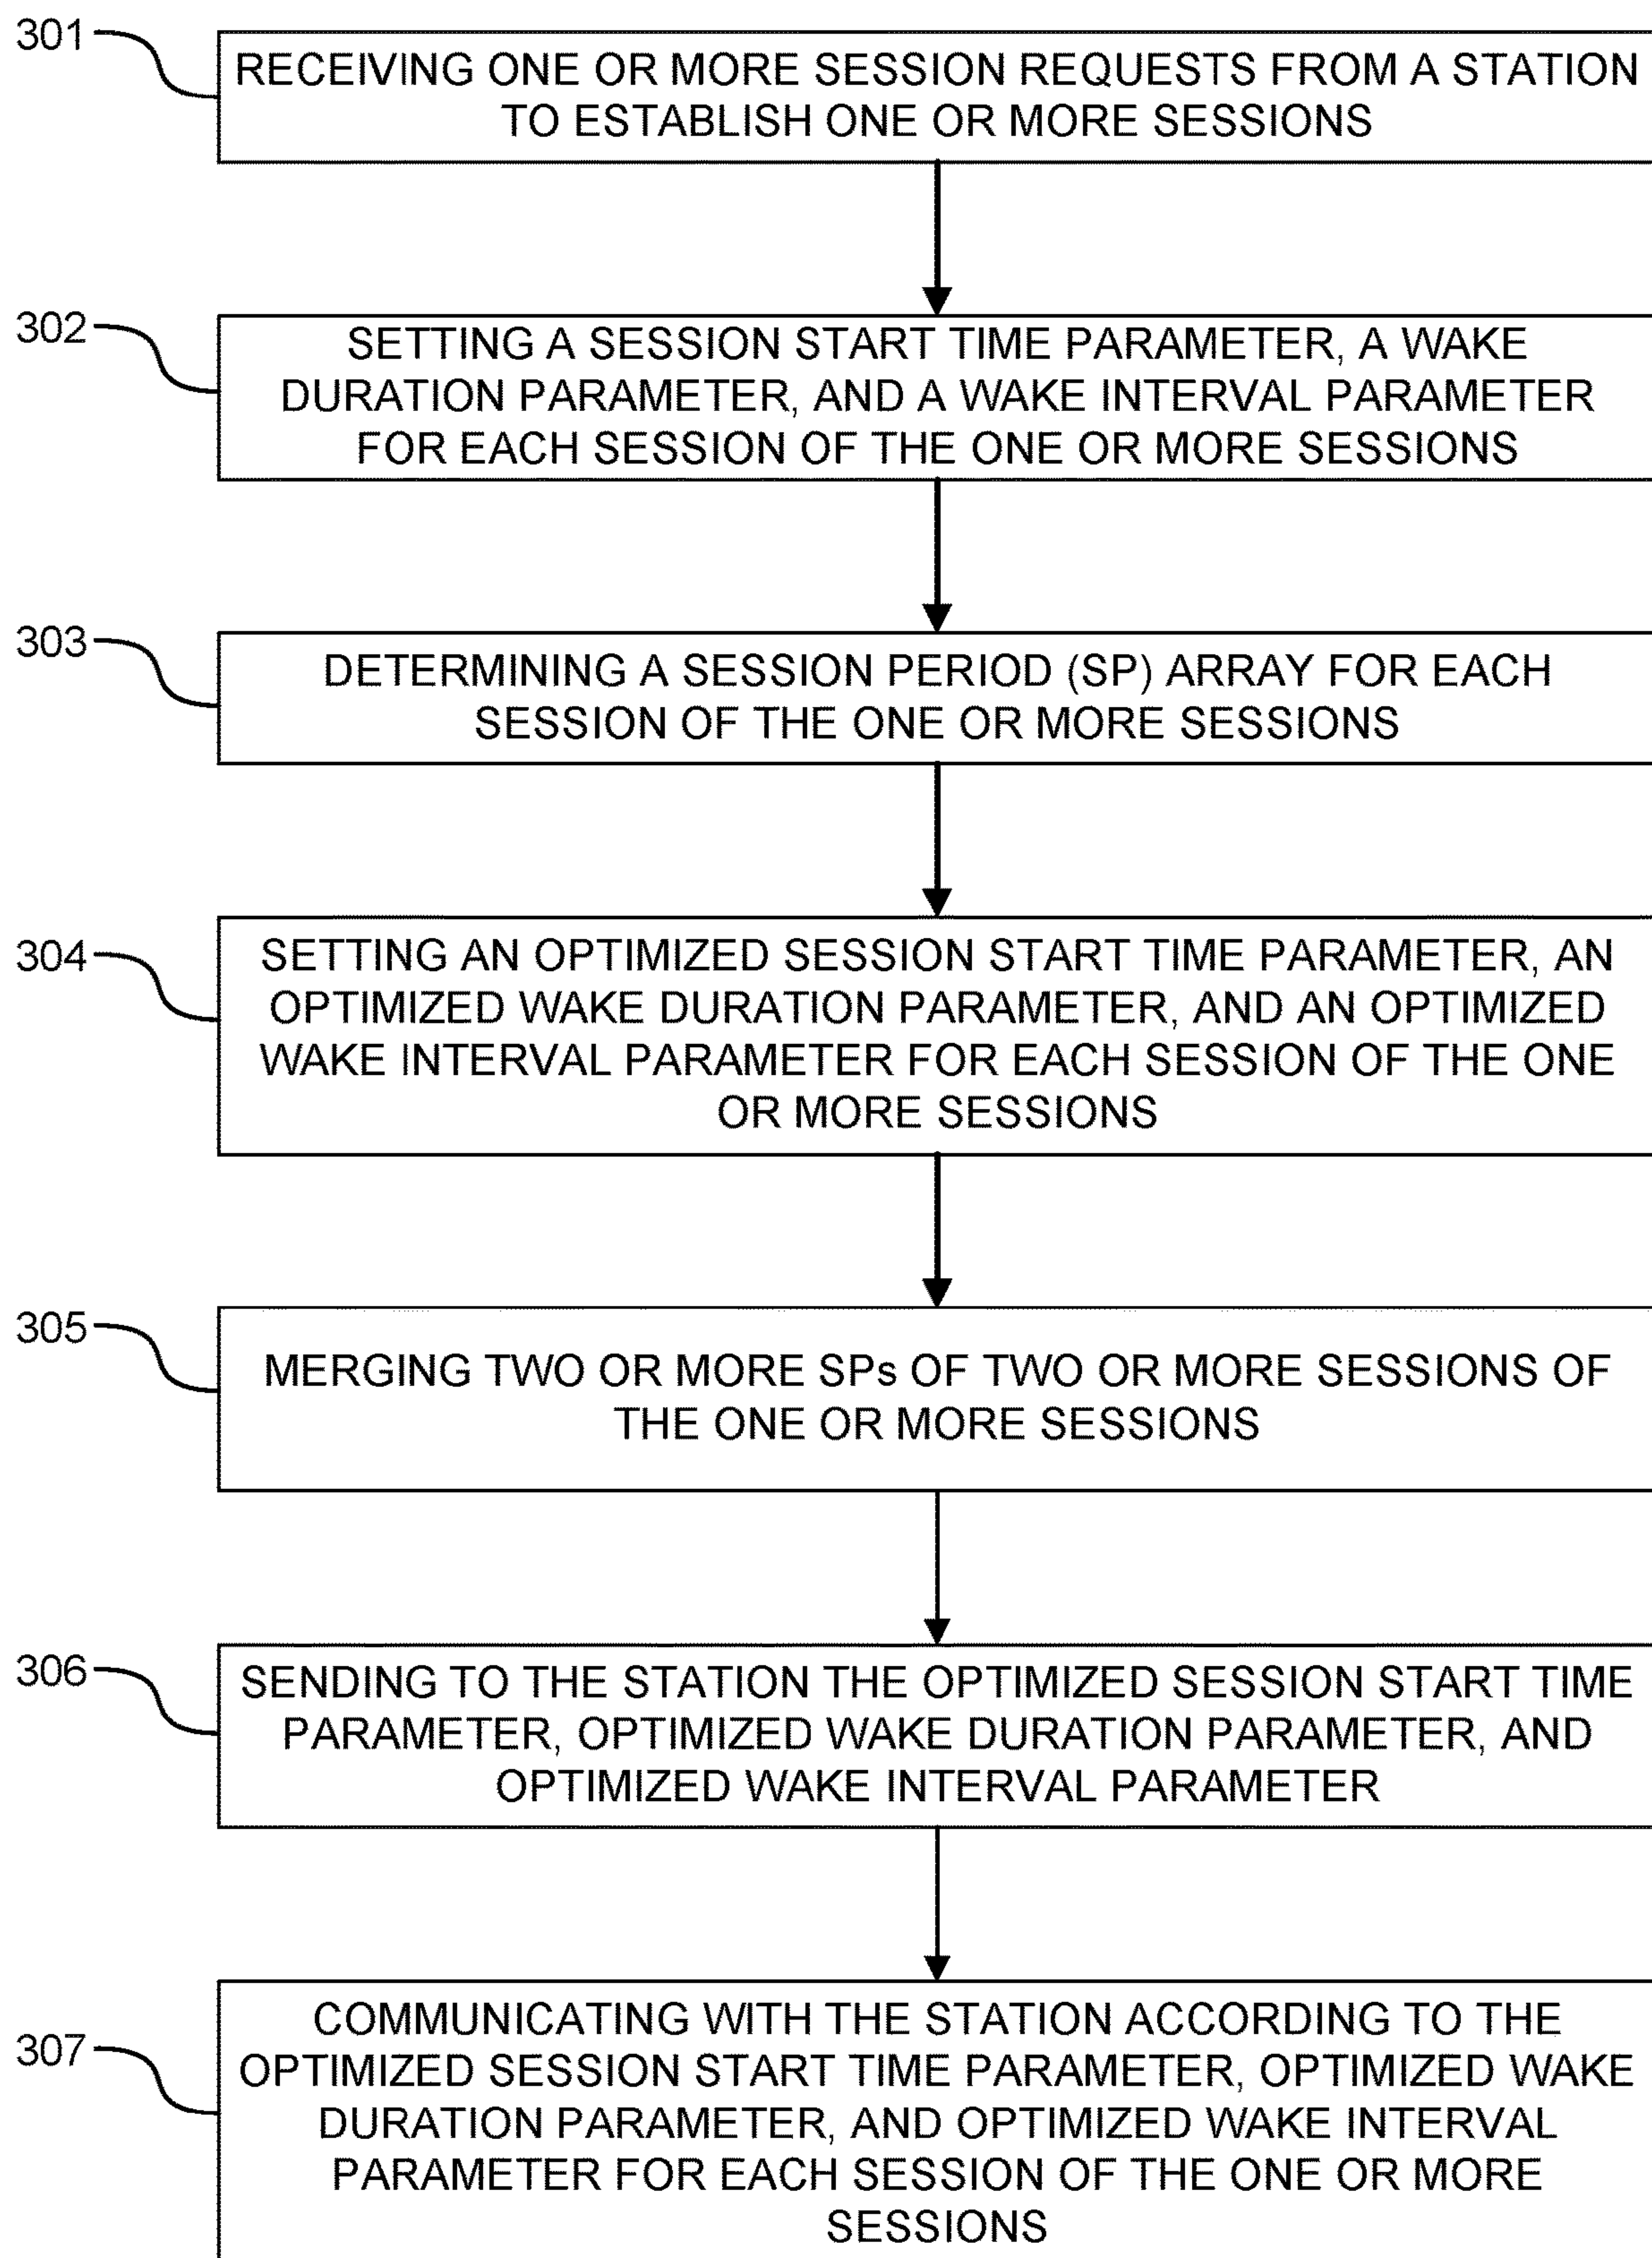 301
RECEIVING ONE OR MORE SESSION REQUESTS FROM A STATION
TO ESTABLISH ONE OR MORE SESSIONS
302
SETTING A SESSION START TIME PARAMETER, A WAKE
DURATION PARAMETER, AND A WAKE INTERVAL PARAMETER
FOR EACH SESSION OF THE ONE OR MORE SESSIONS
303
DETERMINING A SESSION PERIOD (SP) ARRAY FOR EACH
SESSION OF THE ONE OR MORE SESSIONS
304
SETTING AN OPTIMIZED SESSION START TIME PARAMETER, AN
OPTIMIZED WAKE DURATION PARAMETER, AND AN OPTIMIZED
WAKE INTERVAL PARAMETER FOR EACH SESSION OF THE ONE
OR MORE SESSIONS
305
MERGING TWO OR MORE SPs OF TWO OR MORE SESSIONS OF
THE ONE OR MORE SESSIONS
306
SENDING TO THE STATION THE OPTIMIZED SESSION START TIME
PARAMETER, OPTIMIZED WAKE DURATION PARAMETER, AND
OPTIMIZED WAKE INTERVAL PARAMETER
307
COMMUNICATING WITH THE STATION ACCORDING TO THE
OPTIMIZED SESSION START TIME PARAMETER, OPTIMIZED WAKE
DURATION PARAMETER, AND OPTIMIZED WAKE INTERVAL
PARAMETER FOR EACH SESSION OF THE ONE OR MORE
SESSIONS